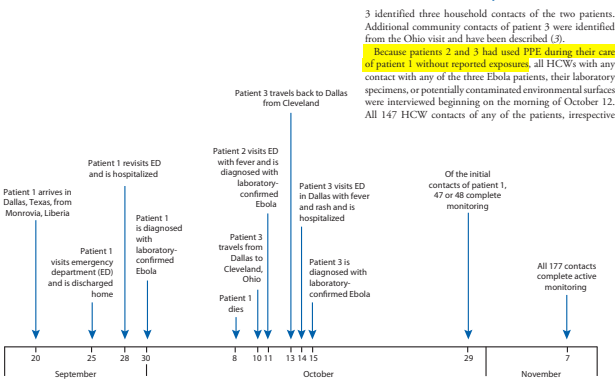 3 identified three household contacts of the two patients.
Additional community contacts of patient 3 were identified
from the Ohio visit and have been described (3).
Because patients 2 and 3 had used PPE during their care
of patient 1 without reported exposures, all HCWs with any
contact with any of the three Ebola patients, their laboratory
specimens, or potentially contaminated environmental surfaces
were interviewed beginning on the morning of October 12.
All 147 HCW contacts of any of the patients, irrespective
Patient 1 arrives in
Dallas, Texas, from
Monrovia, Liberia
Patient 1
visits emergency
department (ED)
and is discharged
home
Patient 1 revisits ED
and is hospitalized
Patient 1
is diagnosed
with
laboratory-
confirmed
Ebola
Patient 1
dies
Patient 3
travels from
Dallas to
Cleveland,
Ohio
Patient 2 visits ED
with fever and is
diagnosed with
laboratory-
confirmed
Ebola
Patient 3 travels back to Dallas
from Cleveland
Patient 3 visits ED
in Dallas with fever
and rash and is
hospitalized
Patient 3 is
diagnosed with
laboratory-
confirmed Ebola
Of the initial
contacts of patient 1,
47 or 48 complete
monitoring
All 177 contacts
complete active
monitoring
20 25 28 30 8 10 11 13 14 15 29 7
September October November